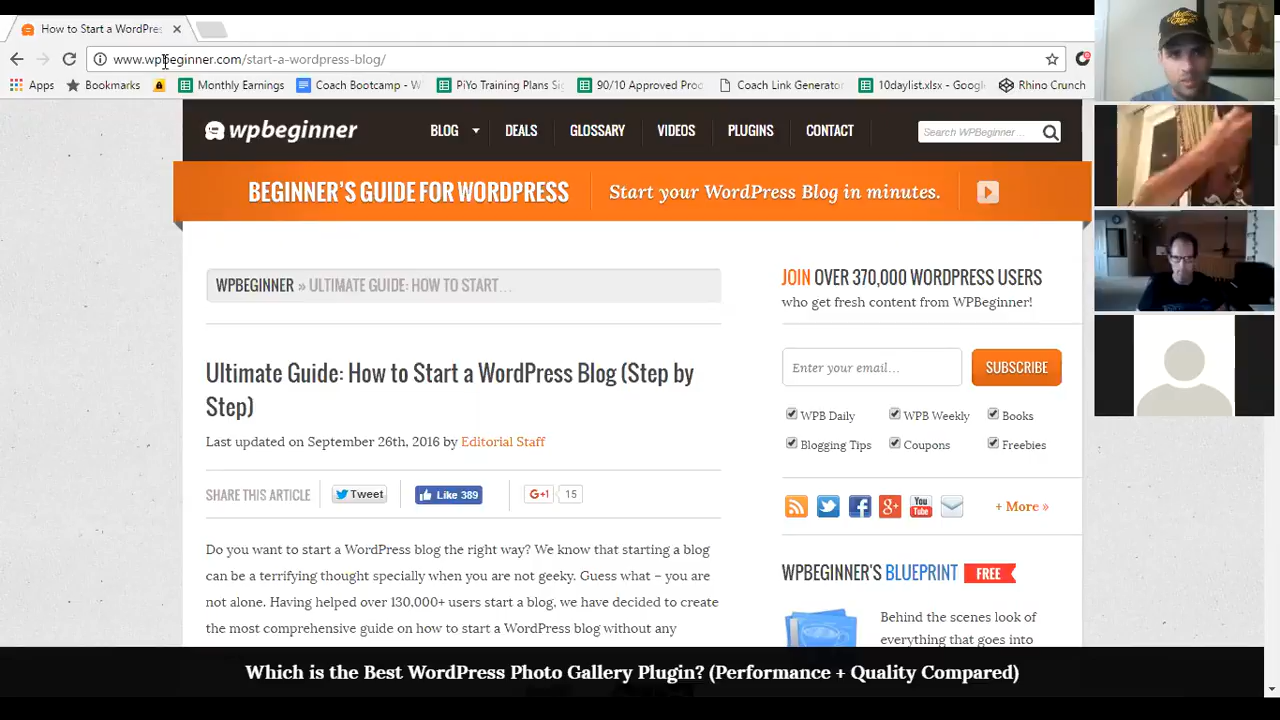 How to Start a WordPres
www.wpbeginner.com/start-a-wordpress-blog/
Apps Bookmarks Monthly Earnings Coach Bootcamp - W PiYo Training Plans Sig 90/10 Approved Proc Coach Link Generator 10daylist.xlsx - Google Rhino Crunch
wpbeginner BLOG DEALS GLOSSARY VIDEOS PLUGINS CONTACT Search WPBeginner ...
BEGINNER'S GUIDE FOR WORDPRESS Start your WordPress Blog in minutes.
WPBEGINNER » ULTIMATE GUIDE: HOW TO START...
Ultimate Guide: How to Start a WordPress Blog (Step by
Step)
Last updated on September 26th, 2016 by Editorial Staff
SHARE THIS ARTICLE Tweet Like 389 G+1 15
Do you want to start a WordPress blog the right way? We know that starting a blog
can be a terrifying thought specially when you are not geeky. Guess what – you are
not alone. Having helped over 130,000+ users start a blog, we have decided to create
the most comprehensive guide on how to start a WordPress blog without any
JOIN OVER 370,000 WORDPRESS USERS
who get fresh content from WPBeginner!
Enter your email... SUBSCRIBE
WPB Daily WPB Weekly Books
Blogging Tips Coupons Freebies
You Tube
+ More »
WPBEGINNER'S BLUEPRINT FREE
Behind the scenes look of
everything that goes into
Which is the Best WordPress Photo Gallery Plugin? (Performance + Quality Compared)